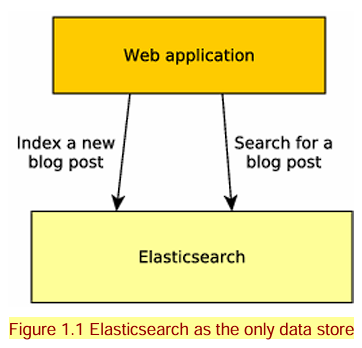 Web application
Index a new
blog post
Search for a
blog post
Elasticsearch
Figure 1.1 Elasticsearch as the only data store